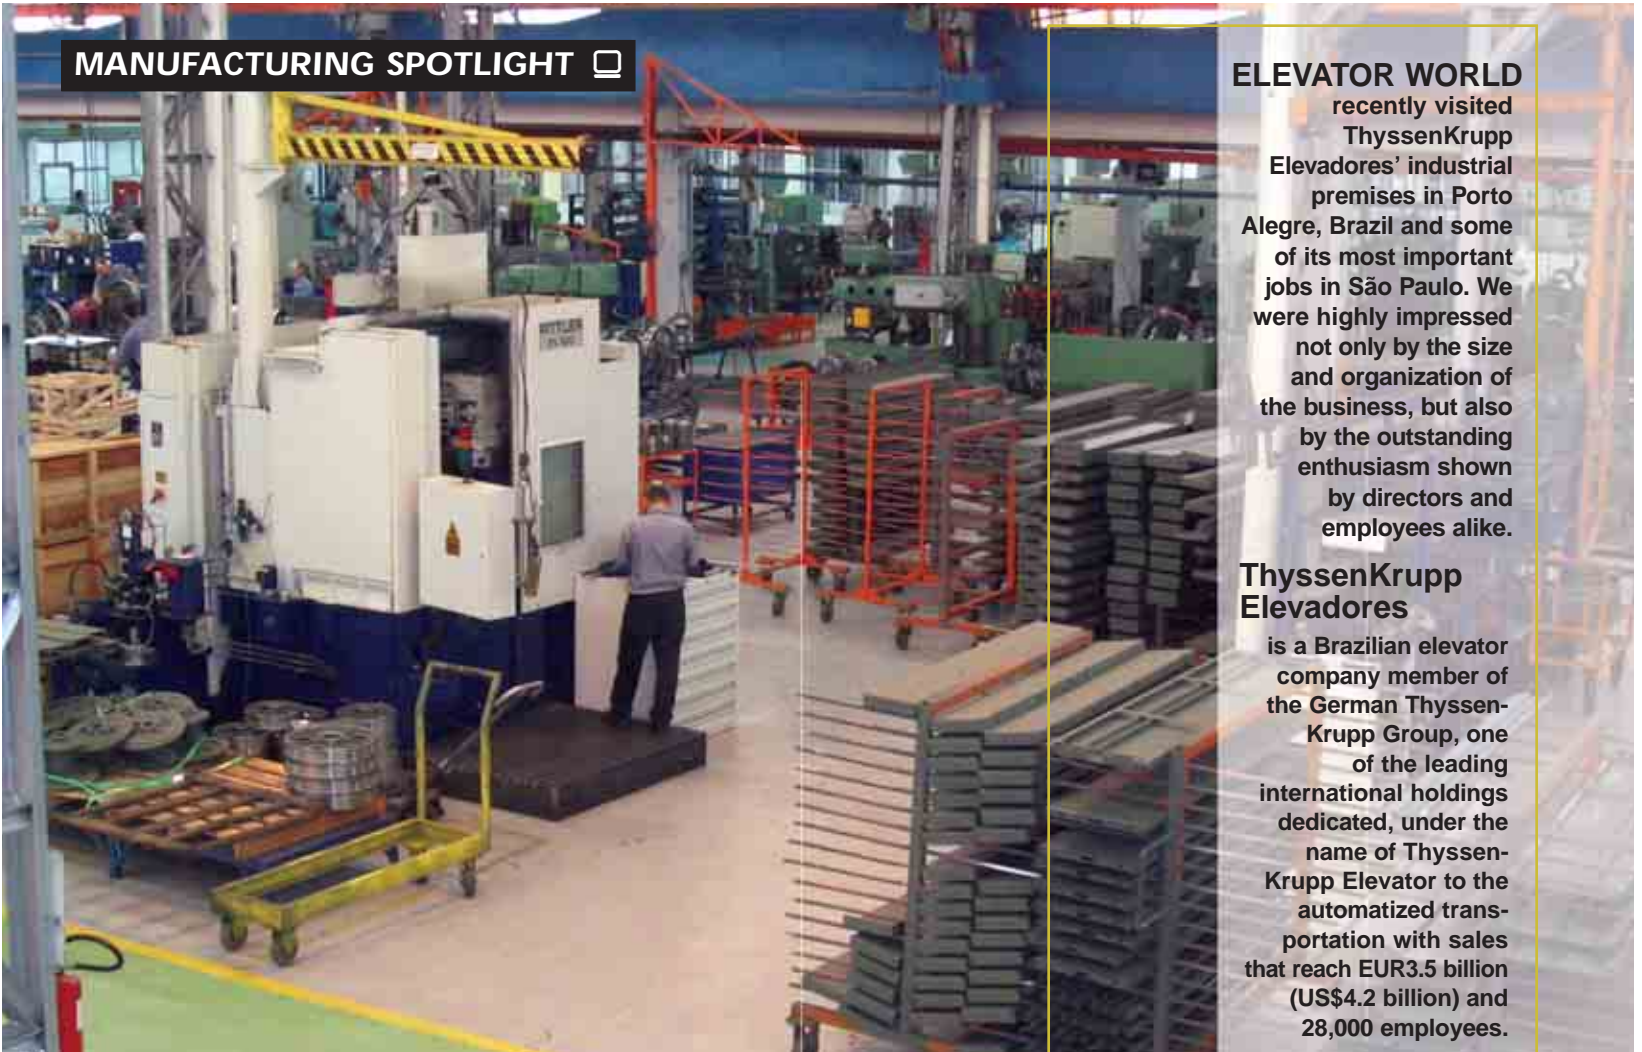 MANUFACTURING SPOTLIGHT
ELEVATOR WORLD
recently visited
ThyssenKrupp
Elevadores’ industrial
premises in Porto
Alegre, Brazil and some
of its most important
jobs in São Paulo. We
were highly impressed
not only by the size
and organization of
the business, but also
by the outstanding
enthusiasm shown
by directors and
employees alike.
ThyssenKrupp
Elevadores
is a Brazilian elevator
company member of
the German Thyssen-
Krupp Group, one
of the leading
international holdings
dedicated, under the
name of Thyssen-
Krupp Elevator to the
automatized trans-
portation with sales
that reach EUR3.5 billion
(US$4.2 billion) and
28,000 employees.